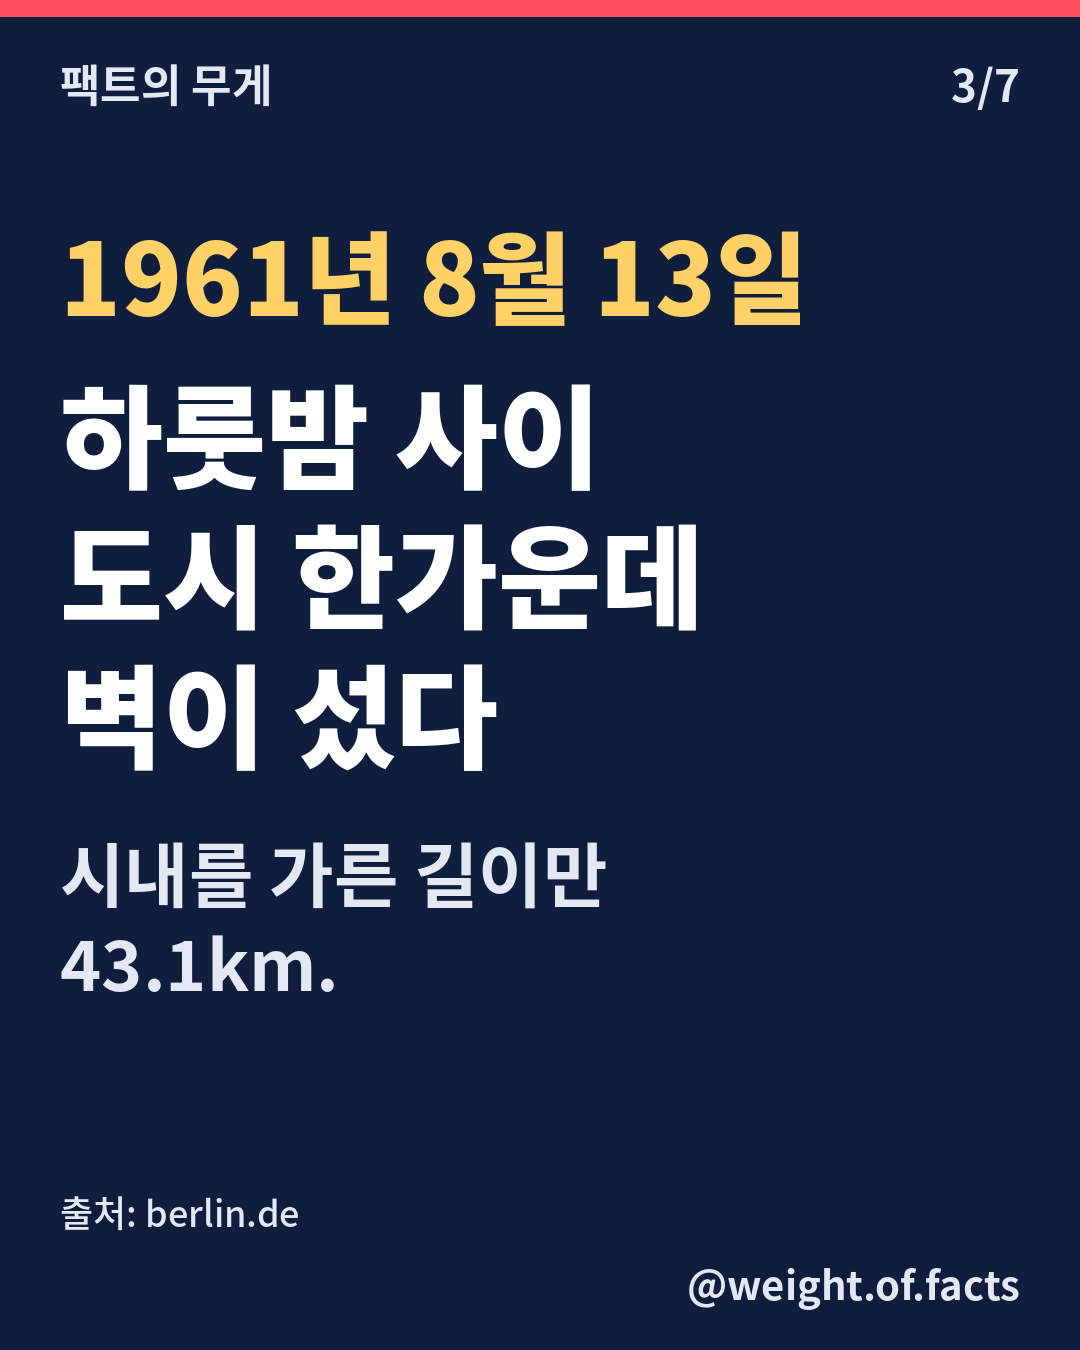 팩트의 무게
3/7
1961년 8월 13일
하룻밤 사이
도시 한가운데
벽이 섰다
시내를 가른 길이만
43.1km.
출처: berlin.de
@weight.of.facts